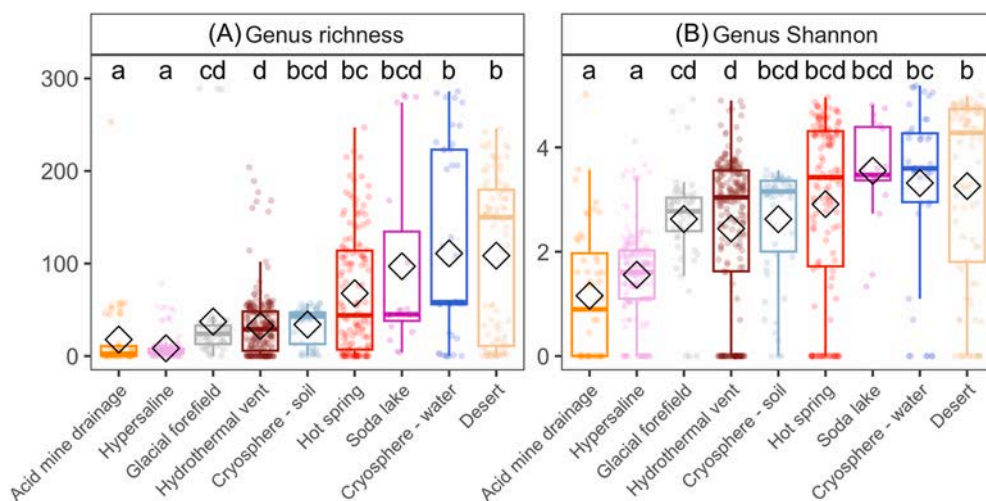 (A) Genus richness
a a cd d bcd bc bcd b b
300
200
100
0
Acid mine drainage
Hypersaline
Glacial forefield
Hydrothermal vent
Cryosphere - soil
Hot spring
Soda lake
Cryosphere - water
Desert
(B) Genus Shannon
a a cd d bcd bcd bcd bc b
4
2
0
Acid mine drainage
Hypersaline
Glacial forefield
Hydrothermal vent
Cryosphere - soil
Hot spring
Soda lake
Cryosphere - water
Desert